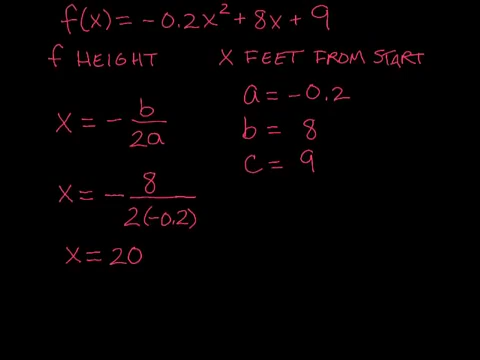 f(x) = -0.2x² + 8x + 9
f HEIGHT X FEET FROM START
a = -0.2
x = - b/2a
b = 8
c = 9
x = - 8/2(-0.2)
x = 20